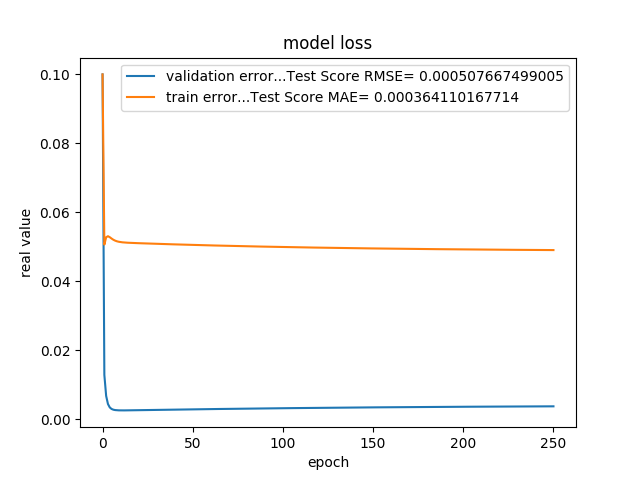 model loss
validation error...Test Score RMSE= 0.000507667499005
train error...Test Score MAE= 0.000364110167714
real value
0.10
0.08
0.06
0.04
0.02
0.00
0 50 100 150 200 250
epoch